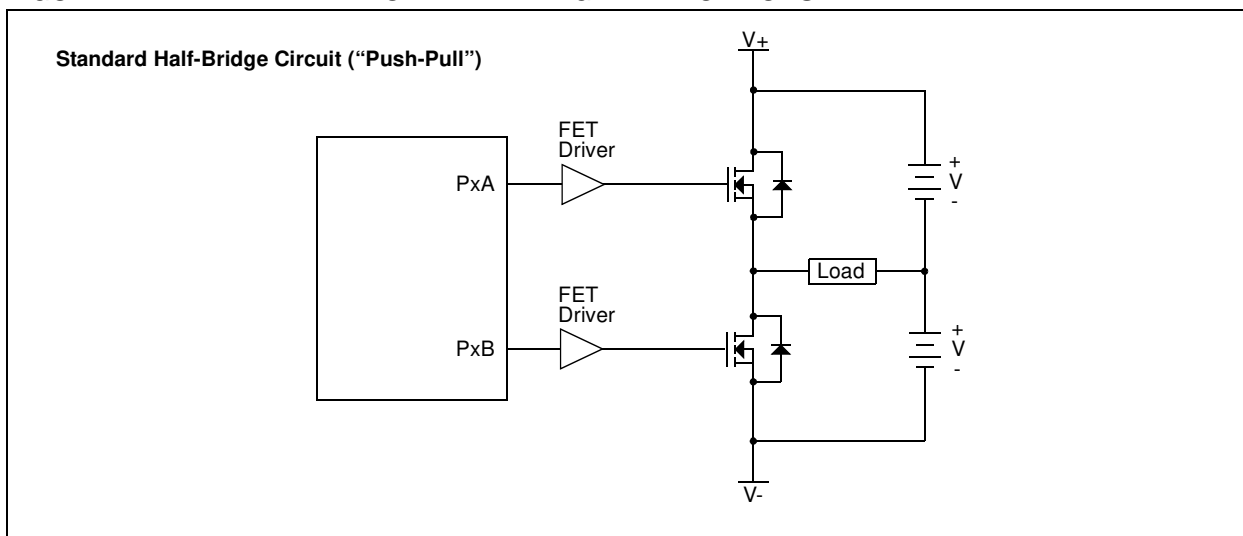 Standard Half-Bridge Circuit (“Push-Pull”)
V+
FET
Driver
PxA
+
V
-
Load
FET
Driver
PxB
+
V
-
V-